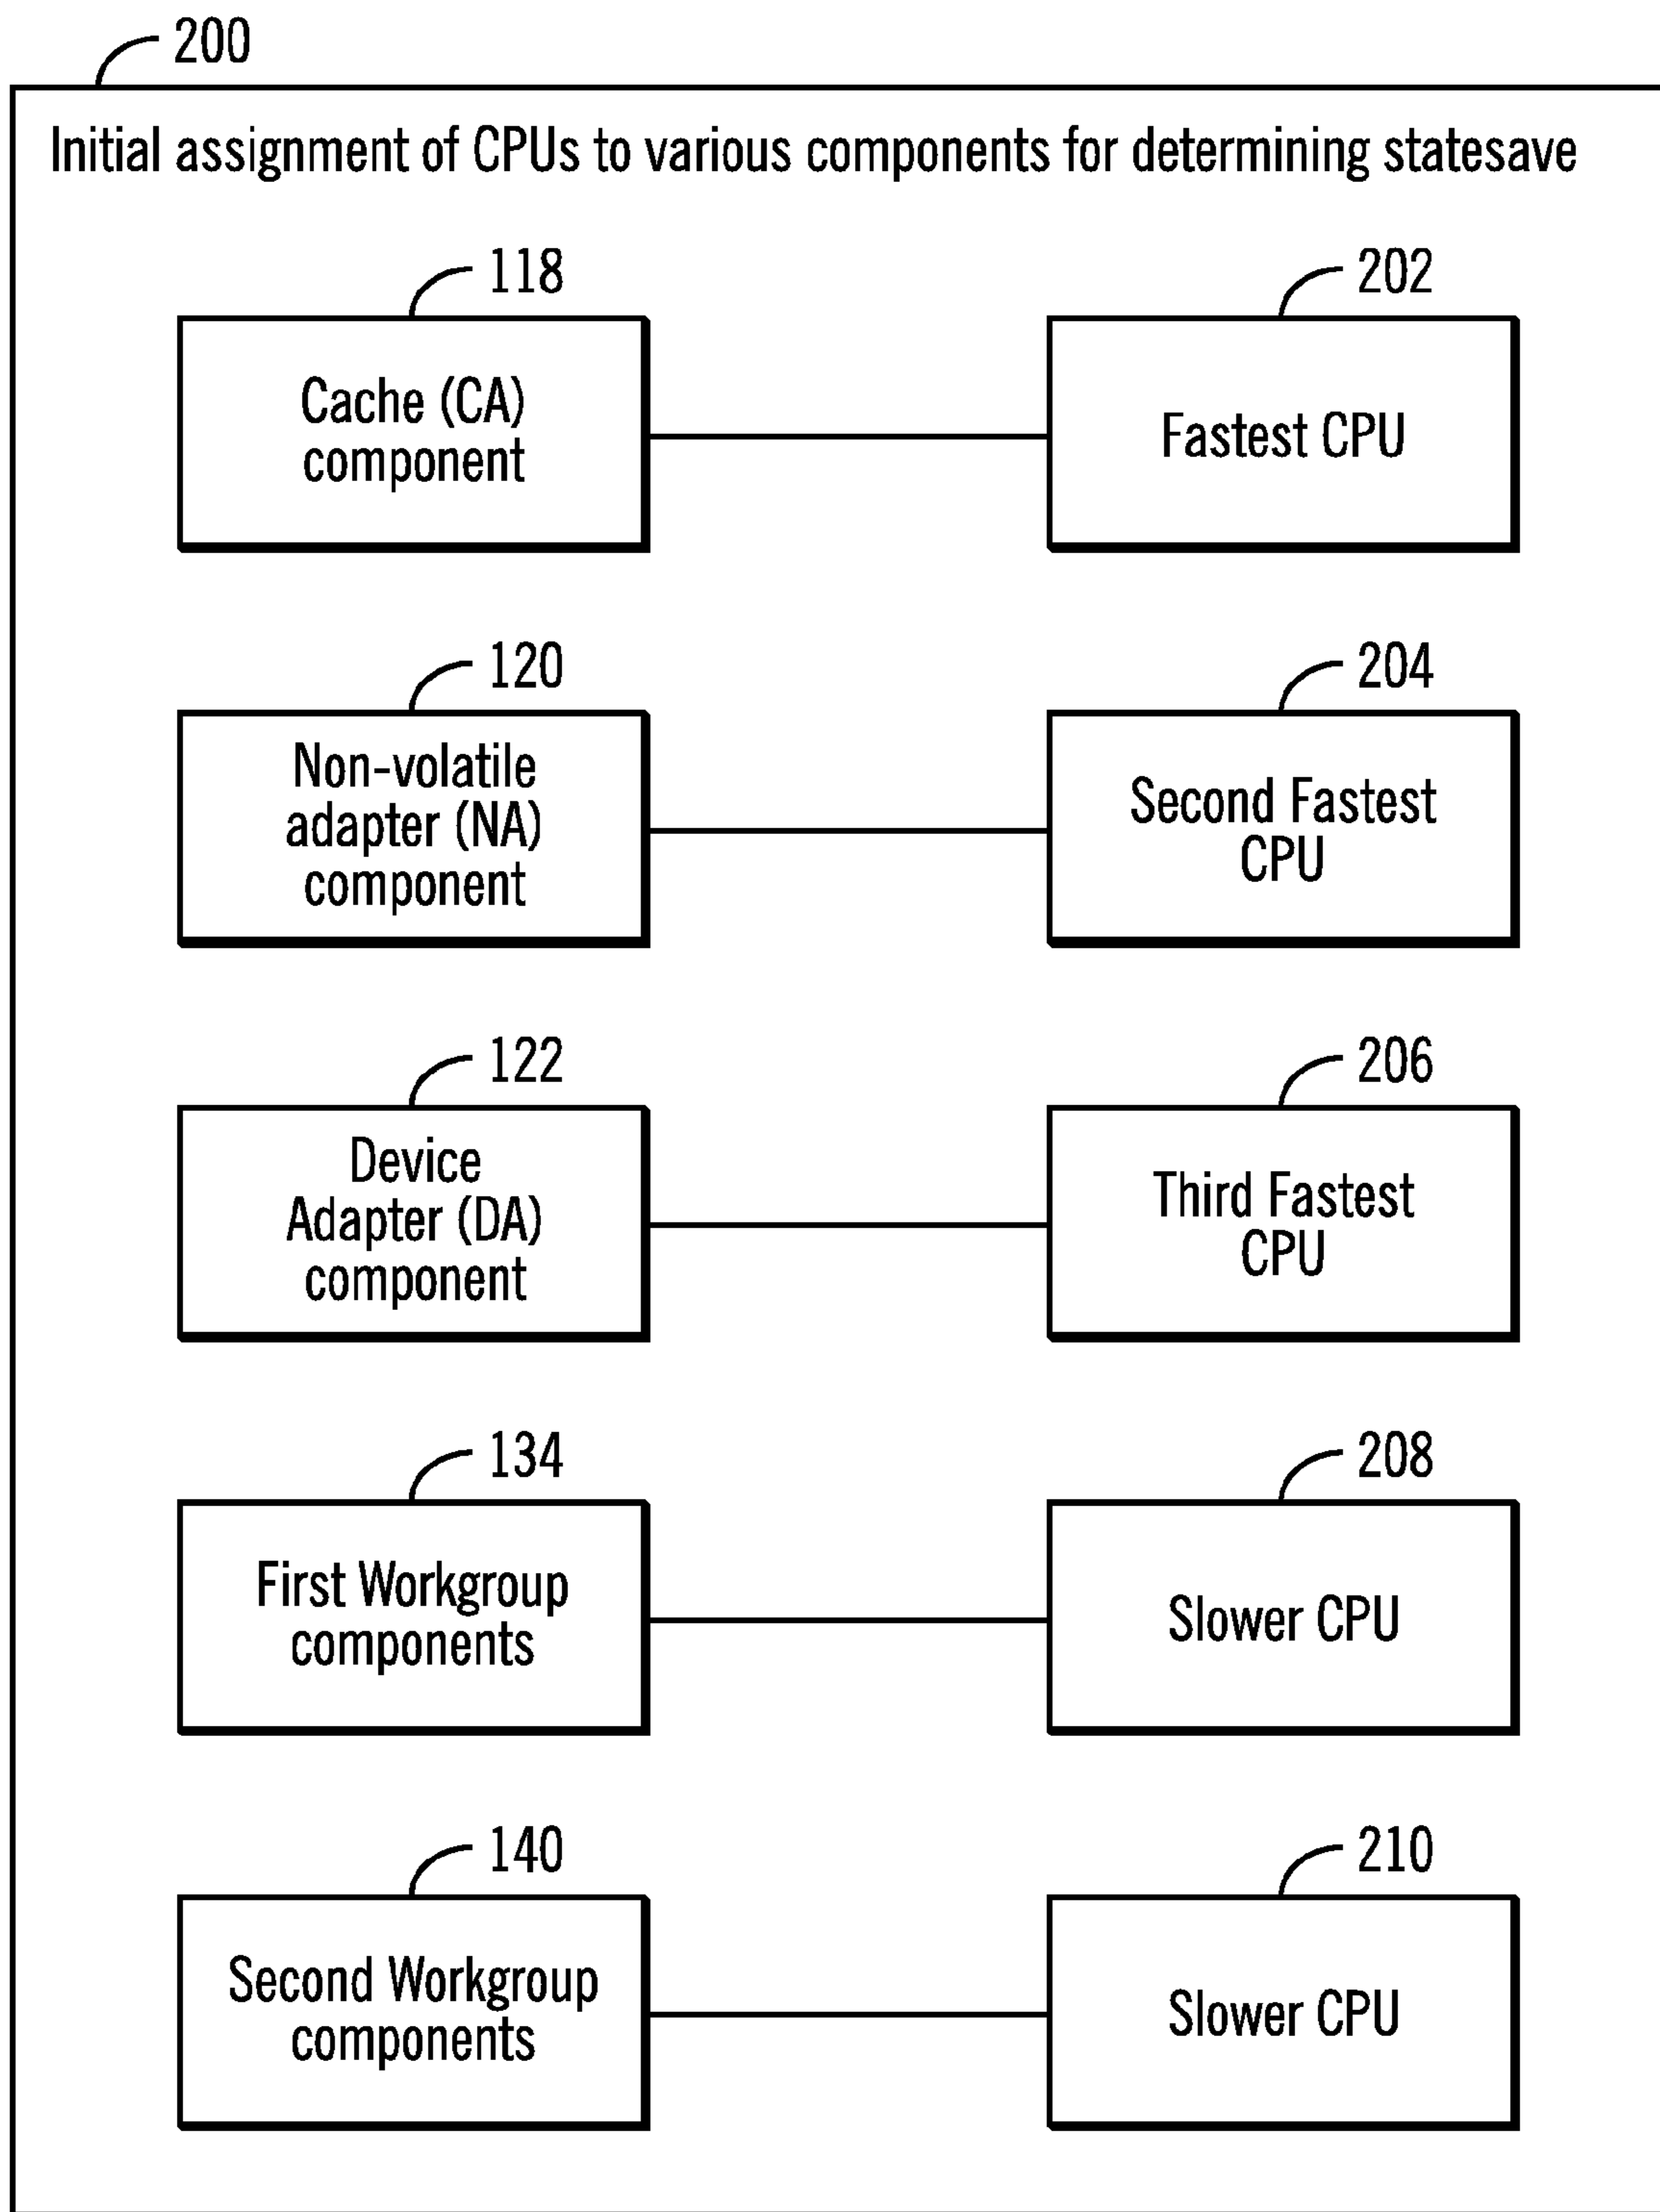 200
Initial assignment of CPUs to various components for determining statesave
118
202
Cache (CA)
component
Fastest CPU
120
204
Non-volatile
adapter (NA)
component
Second Fastest
CPU
122
206
Device
Adapter (DA)
component
Third Fastest
CPU
134
208
First Workgroup
components
Slower CPU
140
210
Second Workgroup
components
Slower CPU